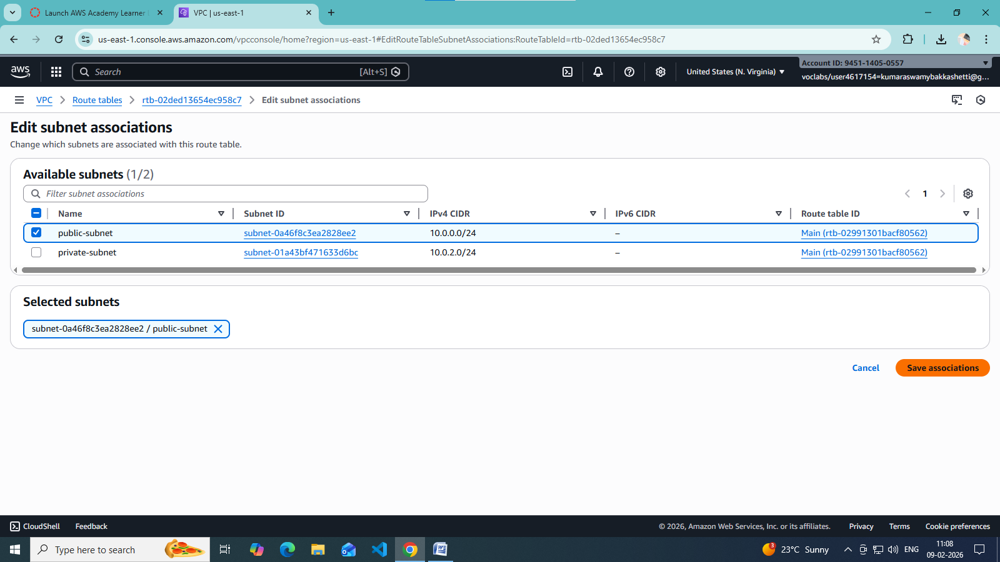 Launch AWS Academy Learner
VPC | us-east-1
us-east-1.console.aws.amazon.com/vpcconsole/home?region=us-east-1#EditRouteTableSubnetAssociations:RouteTableId=rtb-02ded13654ec958c7
aws
Search
[Alt+S]
United States (N. Virginia)
Account ID: 9451-1405-0557
voclabs/user4617154=kumaraswamybakkashetti@g...
VPC
Route tables
rtb-02ded13654ec958c7
Edit subnet associations
Edit subnet associations
Change which subnets are associated with this route table.
Available subnets (1/2)
Filter subnet associations
1
Name Subnet ID IPv4 CIDR IPv6 CIDR Route table ID
public-subnet subnet-0a46f8c3ea2828ee2 10.0.0.0/24 – Main (rtb-02991301bacf80562)
private-subnet subnet-01a43bf471633d6bc 10.0.2.0/24 – Main (rtb-02991301bacf80562)
Selected subnets
subnet-0a46f8c3ea2828ee2 / public-subnet
Cancel
Save associations
CloudShell
Feedback
© 2026, Amazon Web Services, Inc. or its affiliates.
Privacy
Terms
Cookie preferences
Type here to search
3
23°C Sunny
ENG
11:08
09-02-2026